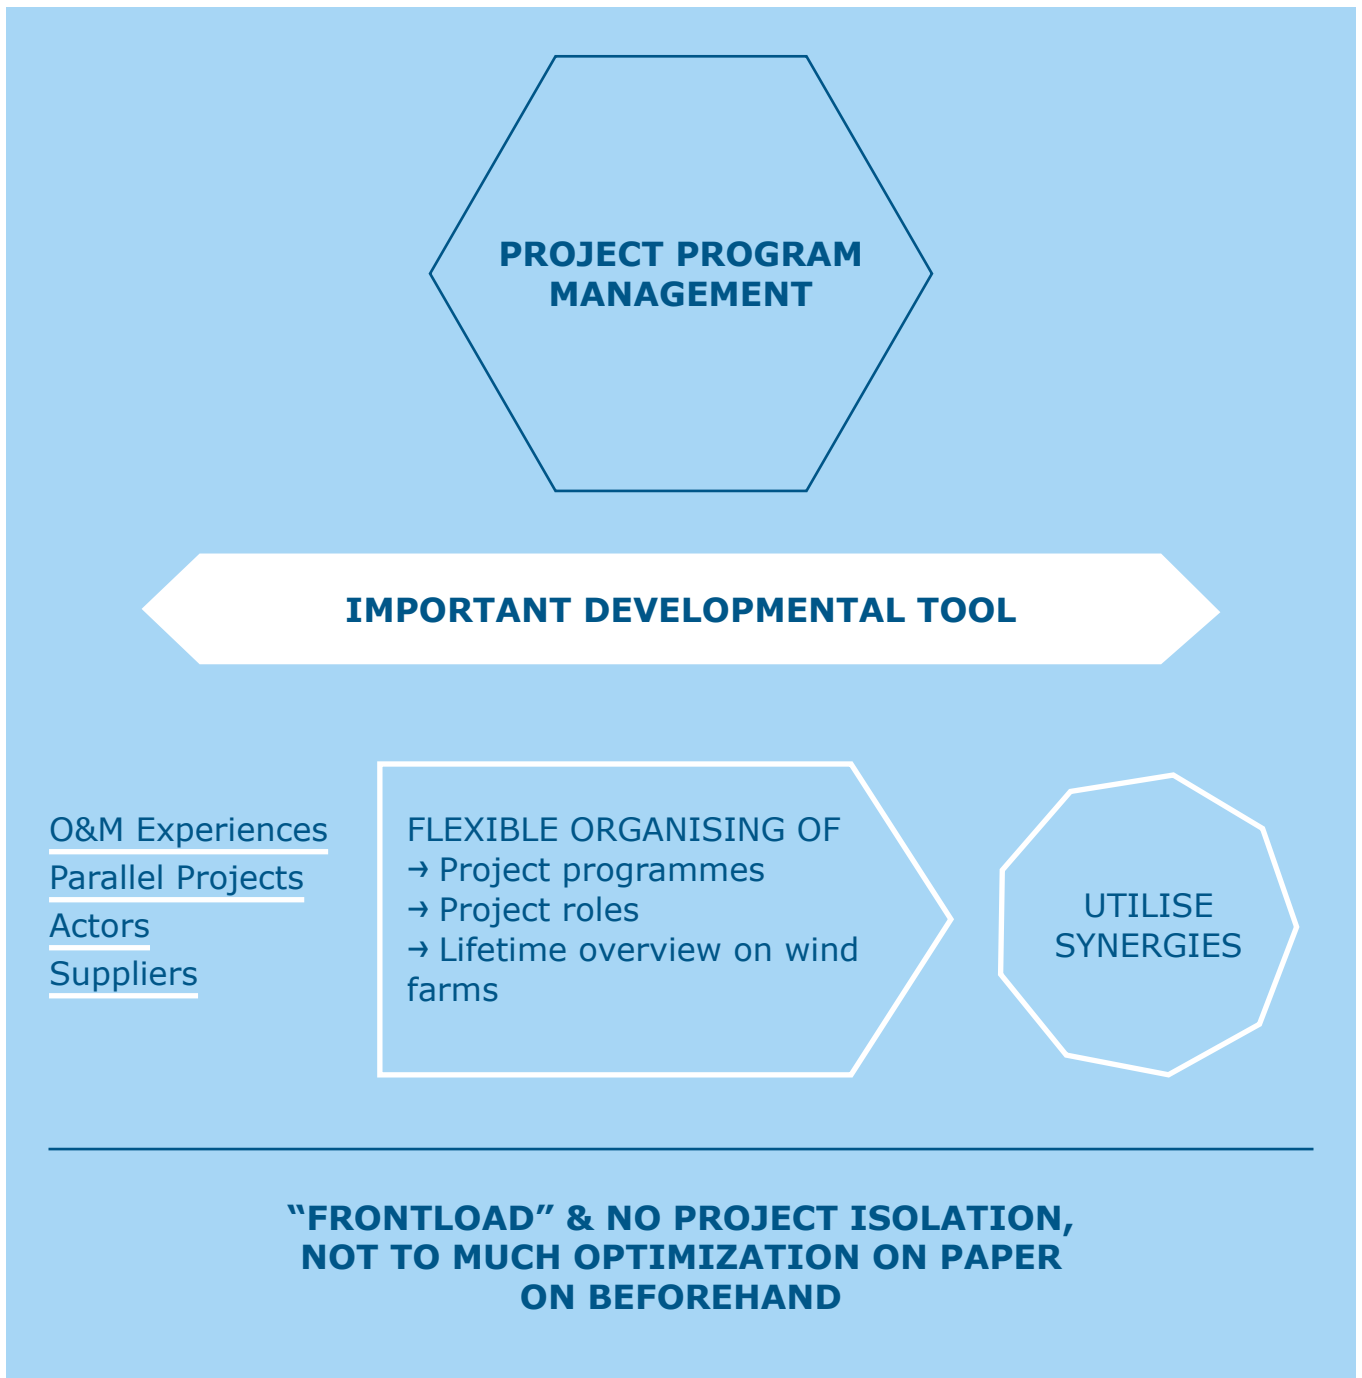 PROJECT PROGRAM
MANAGEMENT
IMPORTANT DEVELOPMENTAL TOOL
O&M Experiences
Parallel Projects
Actors
Suppliers
FLEXIBLE ORGANISING OF
→ Project programmes
→ Project roles
→ Lifetime overview on wind
farms
UTILISE
SYNERGIES
“FRONTLOAD” & NO PROJECT ISOLATION,
NOT TO MUCH OPTIMIZATION ON PAPER
ON BEFOREHAND